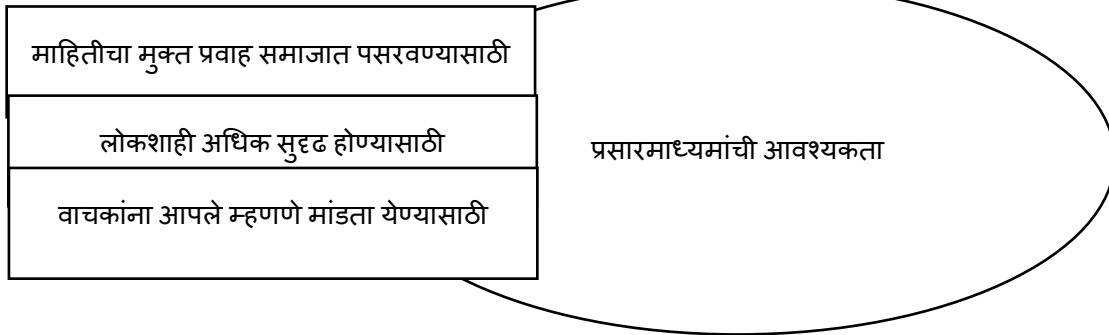 माहितीचा मुक्त प्रवाह समाजात पसरवण्यासाठी
लोकशाही अधिक सुदृढ होण्यासाठी
प्रसारमाध्यमांची आवश्यकता
वाचकांना आपले म्हणणे मांडता येण्यासाठी